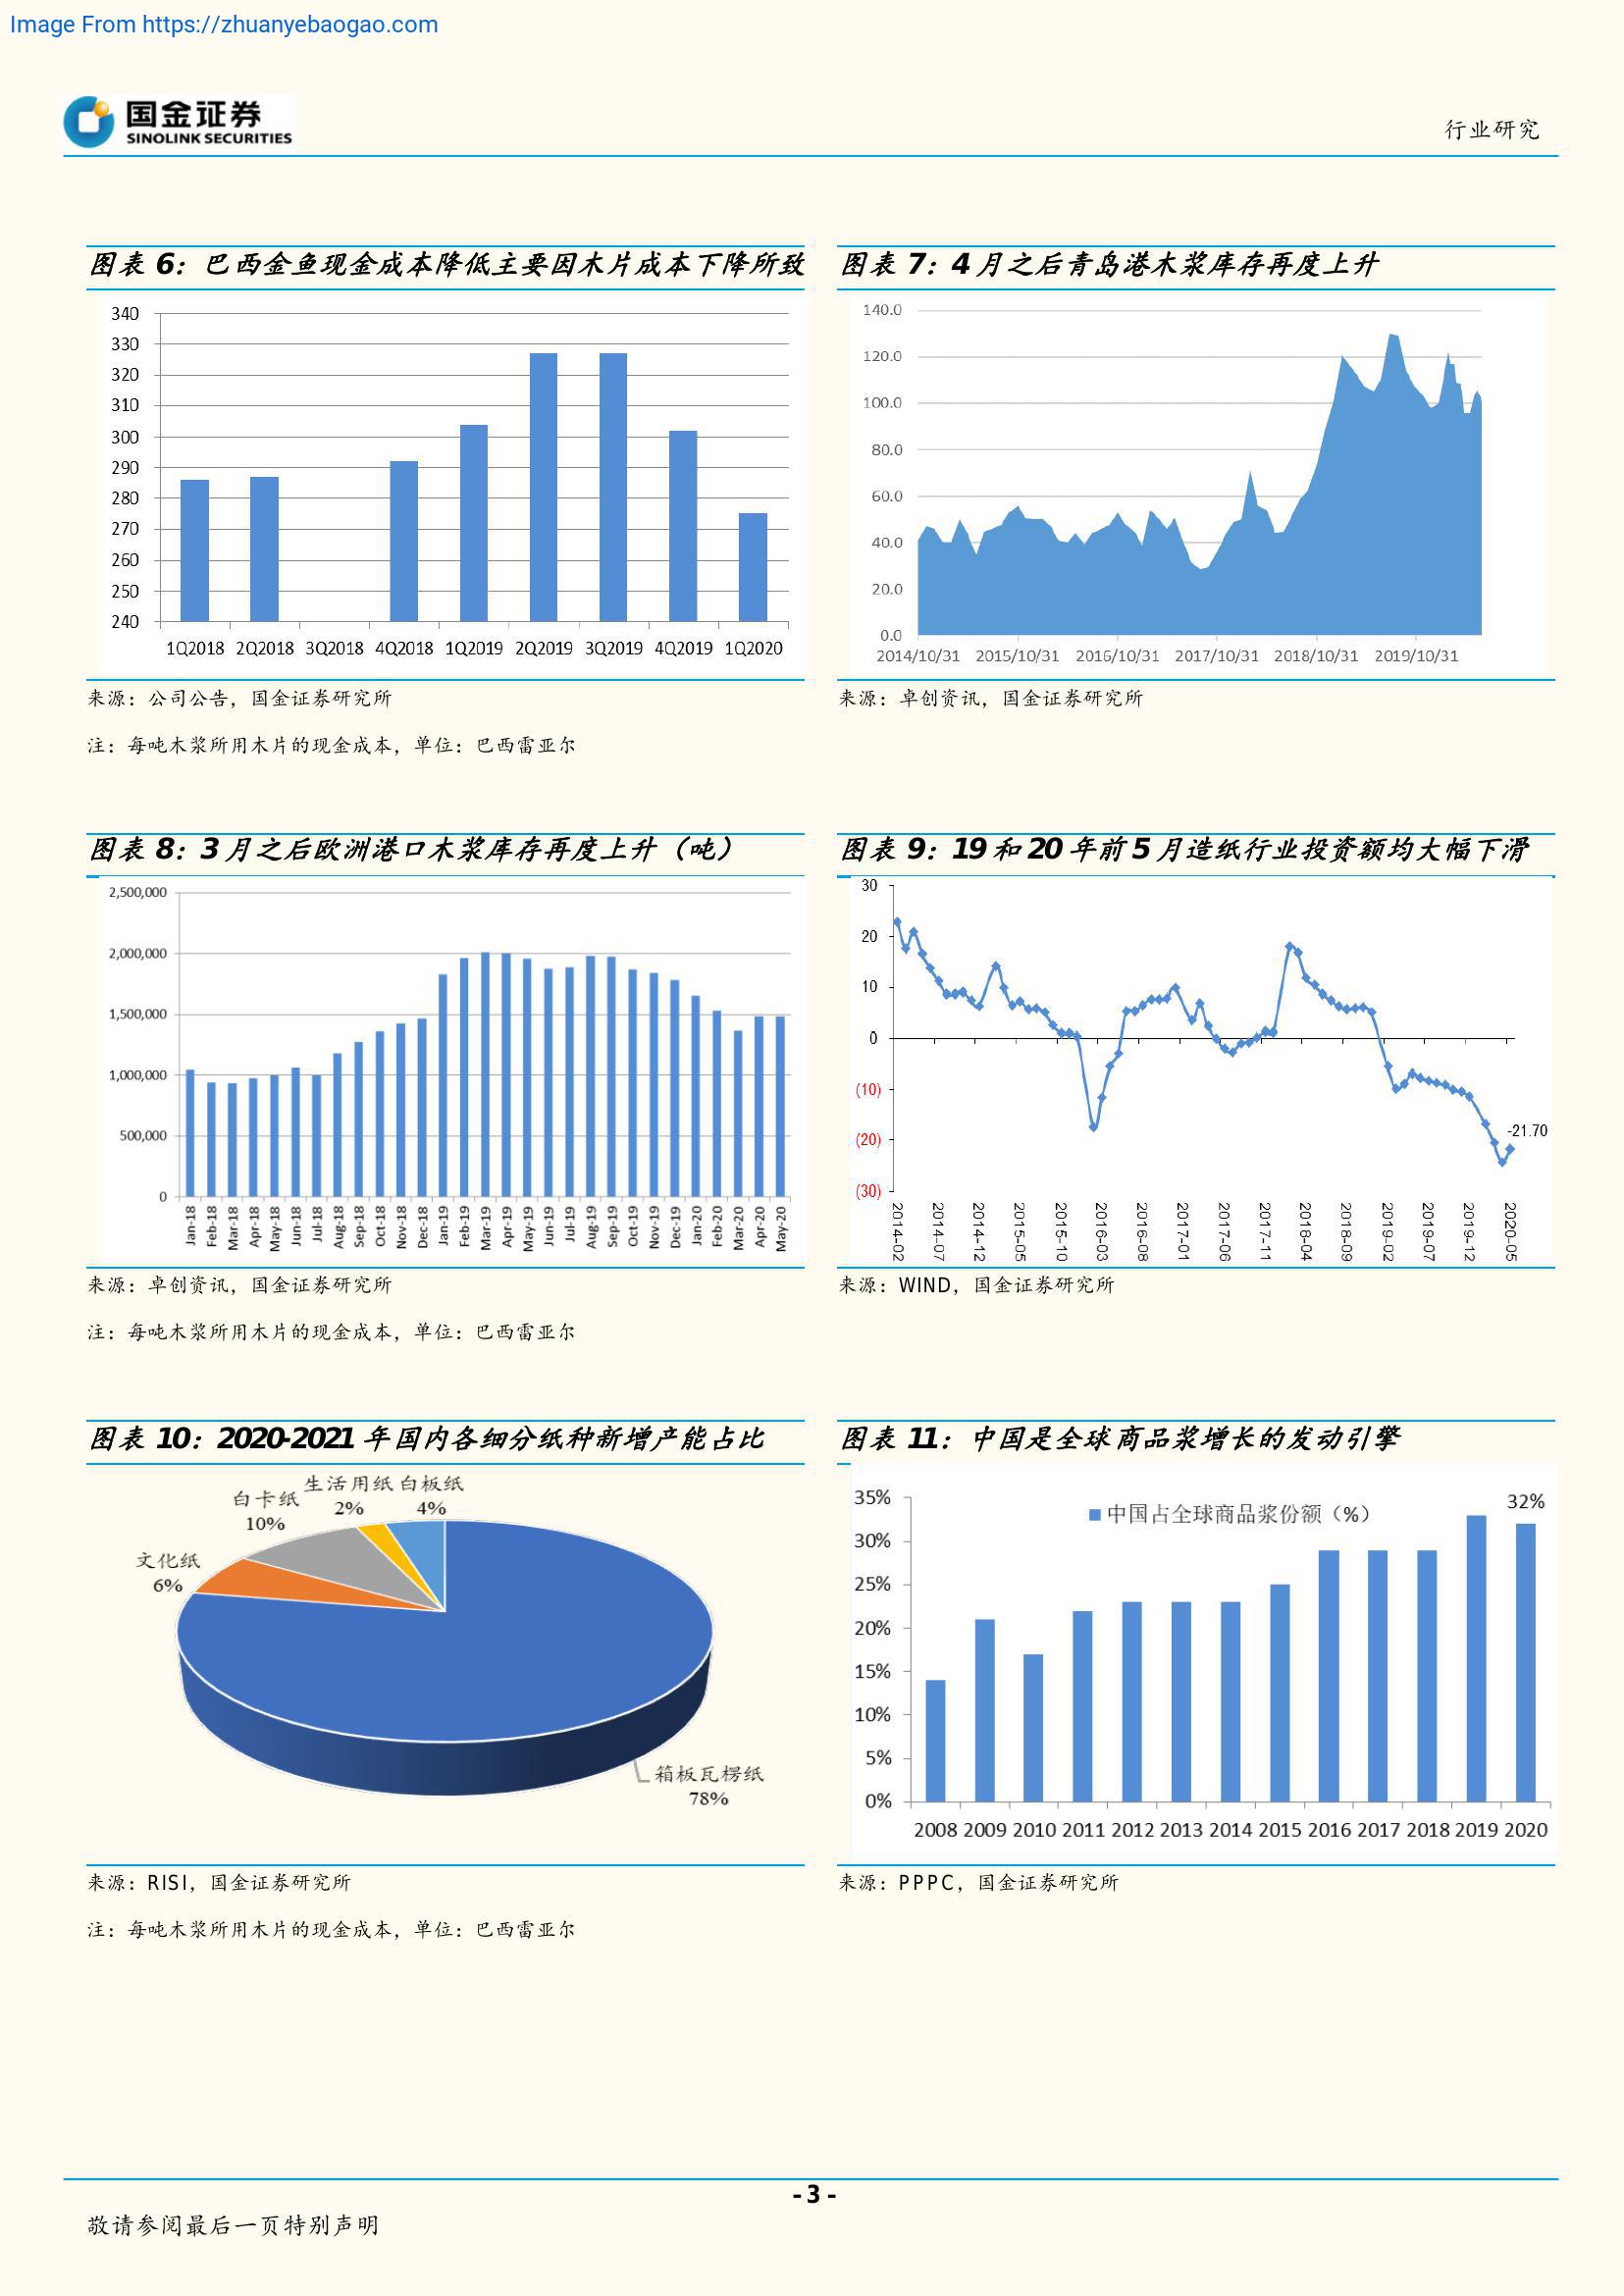 Image From https://zhuanyebaogao.com
国金证券
SINOLINK SECURITIES
行业研究
图表 6：巴西金鱼现金成本降低主要因木片成本下降所致
340
330
320
310
300
290
280
270
260
250
240
1Q2018 2Q2018 3Q2018 4Q2018 1Q2019 2Q2019 3Q2019 4Q2019 1Q2020
来源：公司公告，国金证券研究所
注：每吨木浆所用木片的现金成本，单位：巴西雷亚尔
图表 7：4 月之后青岛港木浆库存再度上升
140.0
120.0
100.0
80.0
60.0
40.0
20.0
0.0
2014/10/31 2015/10/31 2016/10/31 2017/10/31 2018/10/31 2019/10/31
来源：卓创资讯，国金证券研究所
图表 8：3 月之后欧洲港口木浆库存再度上升（吨）
2,500,000
2,000,000
1,500,000
1,000,000
500,000
0
Jan-18 Feb-18 Mar-18 Apr-18 May-18 Jun-18 Jul-18 Aug-18 Sep-18 Oct-18 Nov-18 Dec-18 Jan-19 Feb-19 Mar-19 Apr-19 May-19 Jun-19 Jul-19 Aug-19 Sep-19 Oct-19 Nov-19 Dec-19 Jan-20 Feb-20 Mar-20 Apr-20 May-20
来源：卓创资讯，国金证券研究所
注：每吨木浆所用木片的现金成本，单位：巴西雷亚尔
图表 9：19 和 20 年前 5 月造纸行业投资额均大幅下滑
30
20
10
0
(10)
(20)
(30)
-21.70
2014-02 2014-07 2014-12 2015-05 2015-10 2016-03 2016-08 2017-01 2017-06 2017-11 2018-04 2018-09 2019-02 2019-07 2019-12 2020-05
来源：WIND，国金证券研究所
图表 10：2020-2021 年国内各细分纸种新增产能占比
生活用纸
2%
白板纸
4%
白卡纸
10%
文化纸
6%
箱板瓦楞纸
78%
来源：RISI，国金证券研究所
注：每吨木浆所用木片的现金成本，单位：巴西雷亚尔
图表 11：中国是全球商品浆增长的发动引擎
中国占全球商品浆份额（%）
32%
35%
30%
25%
20%
15%
10%
5%
0%
2008 2009 2010 2011 2012 2013 2014 2015 2016 2017 2018 2019 2020
来源：PPPC，国金证券研究所
- 3 -
敬请参阅最后一页特别声明